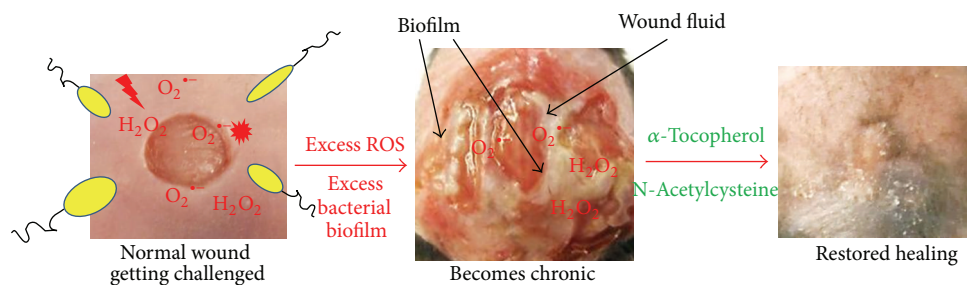 O₂•−
H₂O₂
O₂•−
O₂•−
H₂O₂
Normal wound
getting challenged
Excess ROS
Excess
bacterial
biofilm
Biofilm
Wound fluid
O₂
O₂•
H₂O₂
H₂O₂
Becomes chronic
α-Tocopherol
N-Acetylcysteine
Restored healing